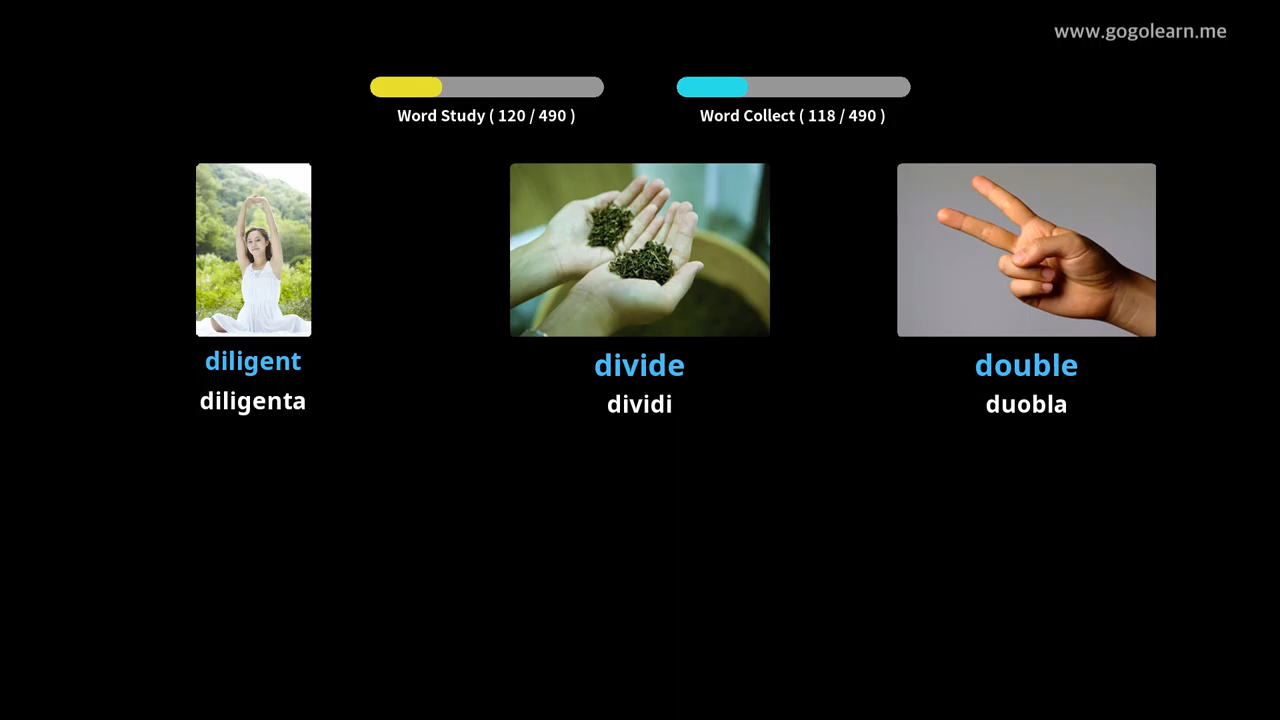 www.gogolearn.me
Word Study ( 120 / 490 )
Word Collect ( 118 / 490 )
diligent
diligenta
divide
dividi
double
duobla